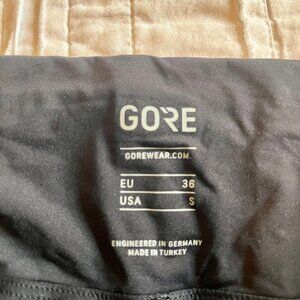 GORE
GOREWEAR.COM
EU 36
USA S
ENGINEERED IN GERMANY
MADE IN TURKEY